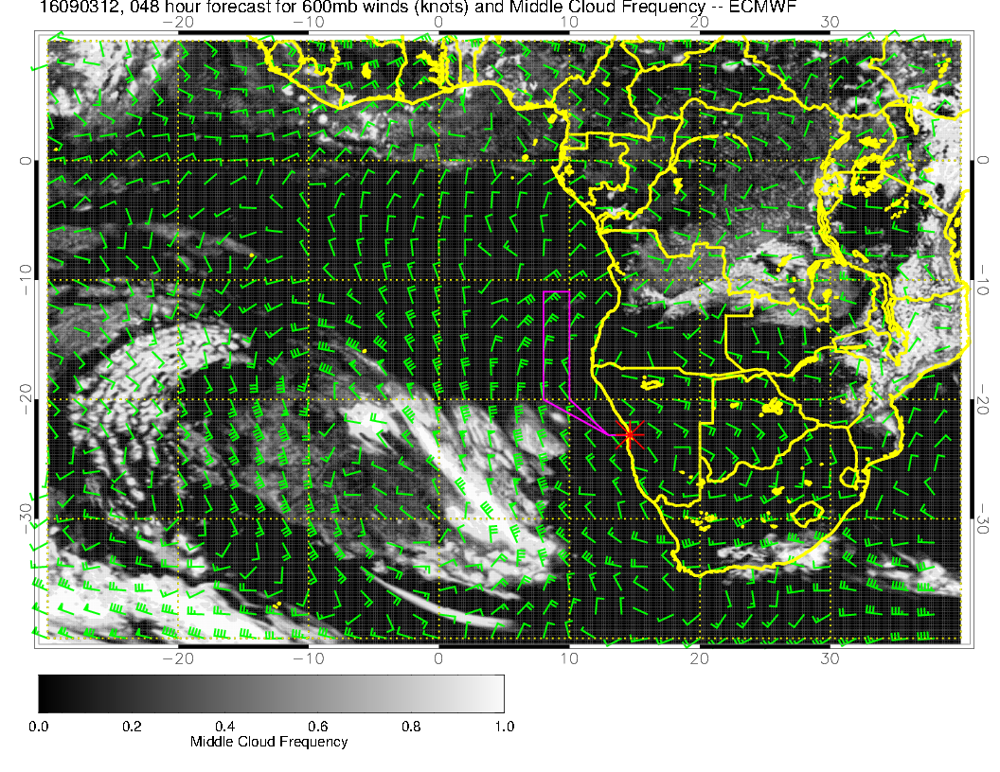 16090312, 048 hour forecast for 600mb winds (knots) and Middle Cloud Frequency -- ECMWF
−20 −10 0 10 20 30
0 0
−10 −10
−20 −20
−30 −30
−20 −10 0 10 20 30
0.0 0.2 0.4 0.6 0.8 1.0
Middle Cloud Frequency